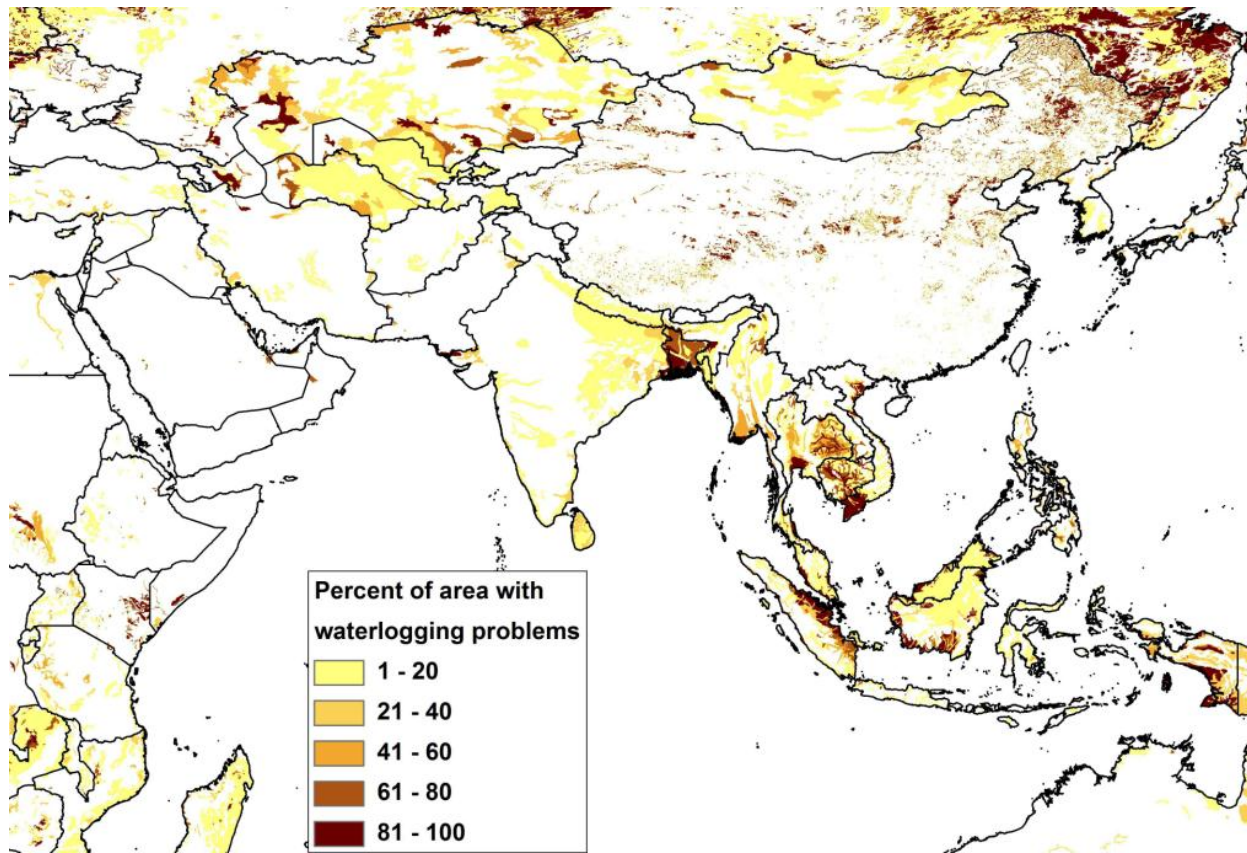 Percent of area with
waterlogging problems
1 - 20
21 - 40
41 - 60
61 - 80
81 - 100